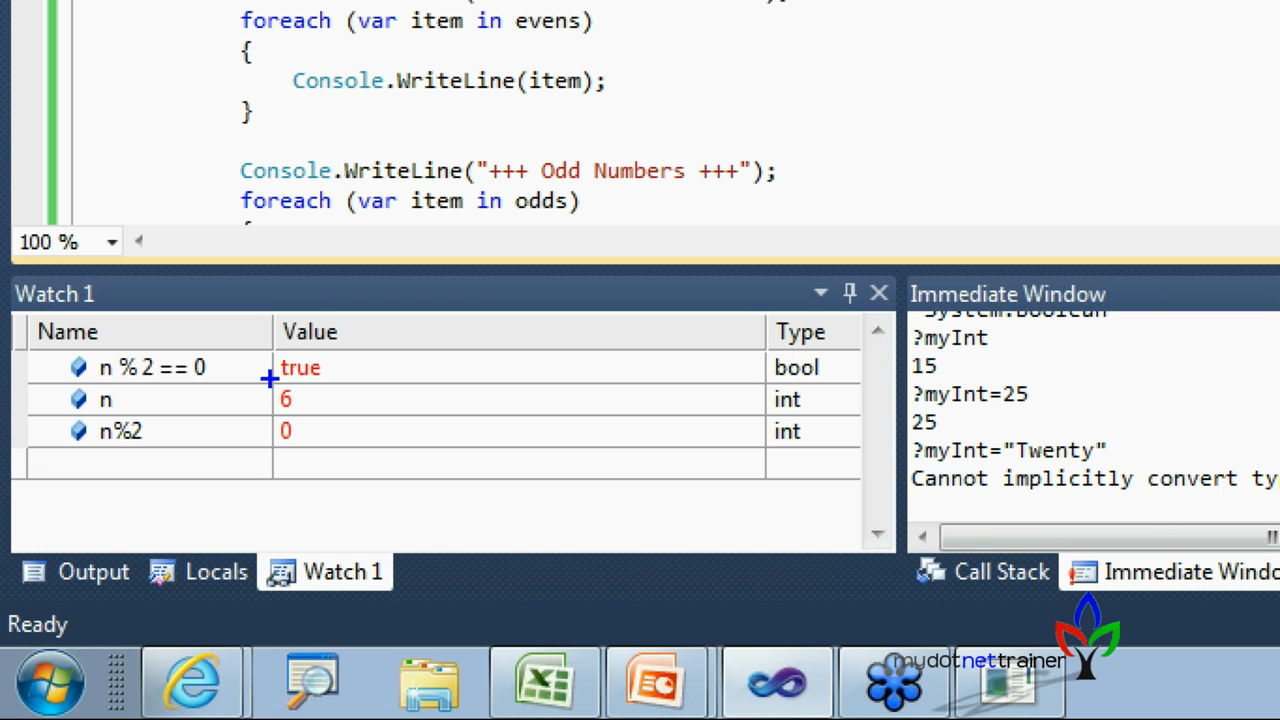 foreach (var item in evens)
{
Console.WriteLine(item);
}
Console.WriteLine("+++ Odd Numbers +++");
foreach (var item in odds)
100 %
Watch 1
Name Value Type
n % 2 == 0 true bool
n 6 int
n%2 0 int
Immediate Window
System.Boolean
?myInt
15
?myInt=25
25
?myInt="Twenty"
Cannot implicitly convert ty
Output Locals Watch 1
Call Stack Immediate Windo
Ready
mydotnettrainer